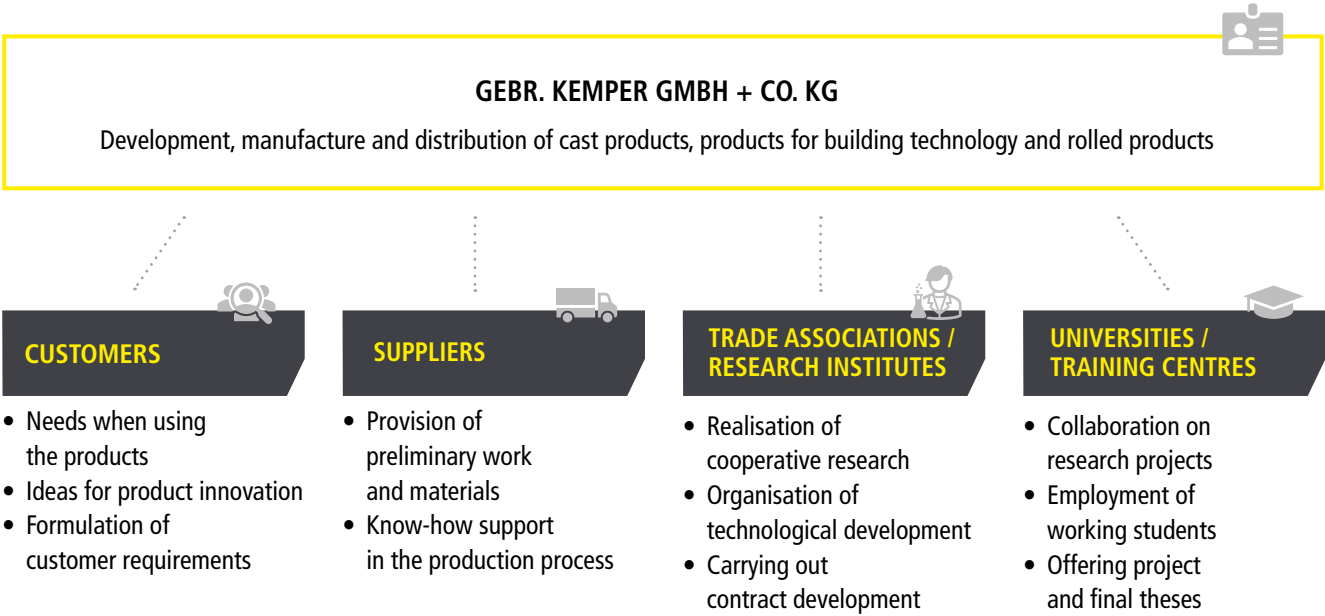 GEBR. KEMPER GMBH + CO. KG
Development, manufacture and distribution of cast products, products for building technology and rolled products
CUSTOMERS
• Needs when using
the products
• Ideas for product innovation
• Formulation of
customer requirements
SUPPLIERS
• Provision of
preliminary work
and materials
• Know-how support
in the production process
TRADE ASSOCIATIONS /
RESEARCH INSTITUTES
• Realisation of
cooperative research
• Organisation of
technological development
• Carrying out
contract development
UNIVERSITIES /
TRAINING CENTRES
• Collaboration on
research projects
• Employment of
working students
• Offering project
and final theses